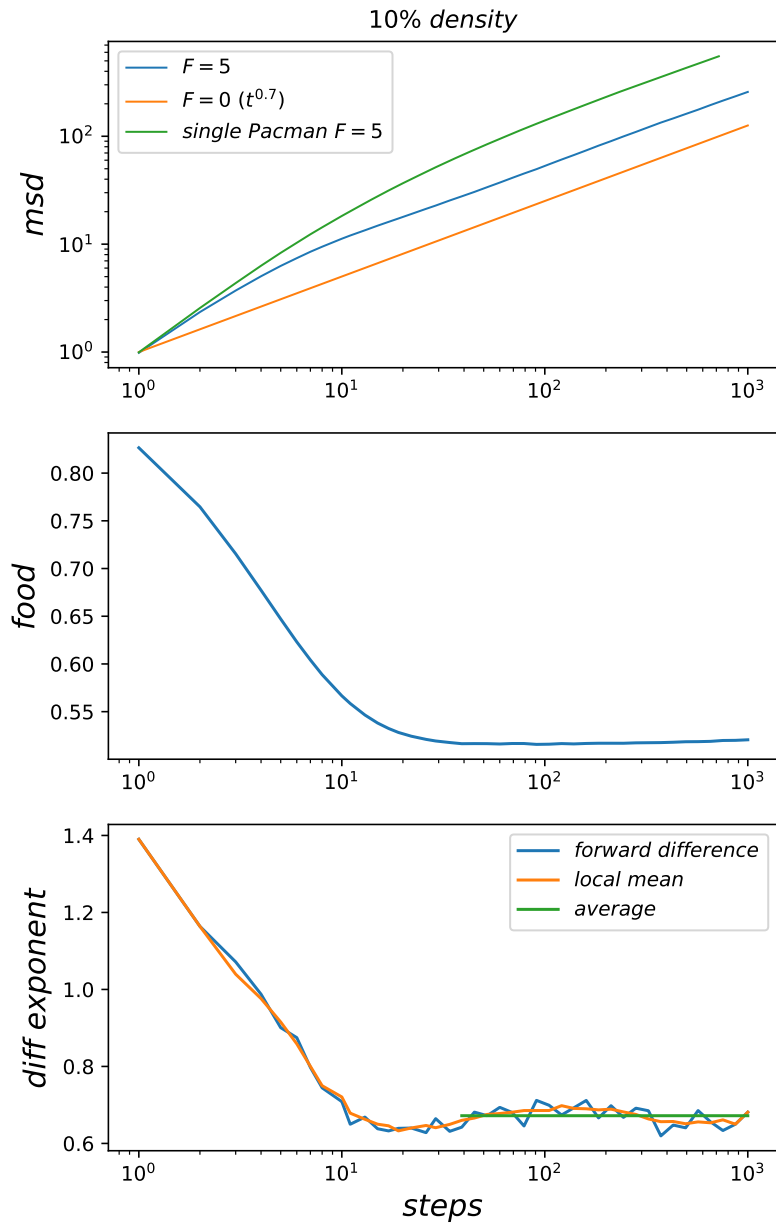 10% density
msd
F = 5
F = 0 (t^0.7)
single Pacman F = 5
10^2
10^1
10^0
10^0 10^1 10^2 10^3
food
0.80
0.75
0.70
0.65
0.60
0.55
10^0 10^1 10^2 10^3
diff exponent
1.4
1.2
1.0
0.8
0.6
forward difference
local mean
average
10^0 10^1 10^2 10^3
steps